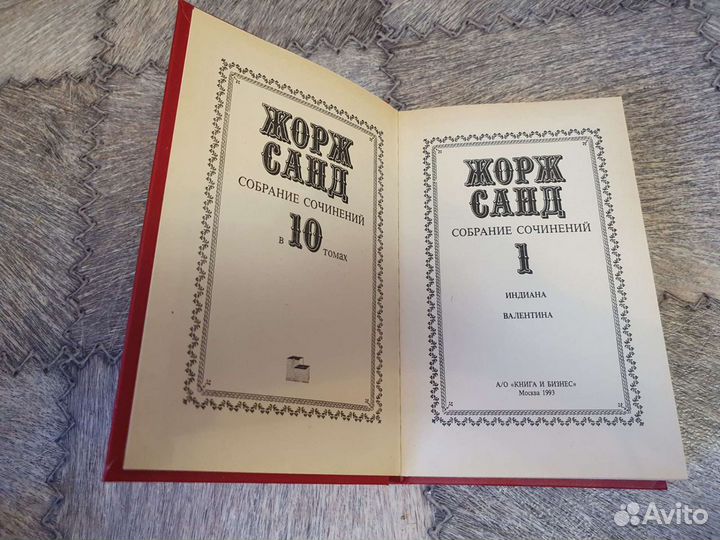 ЖОРЖ
САНД
СОБРАНИЕ СОЧИНЕНИЙ
в 10 томах
ЖОРЖ
САНД
СОБРАНИЕ СОЧИНЕНИЙ
1
ИНДИАНА
ВАЛЕНТИНА
А/О «КНИГА И БИЗНЕС»
Москва 1993
Avito